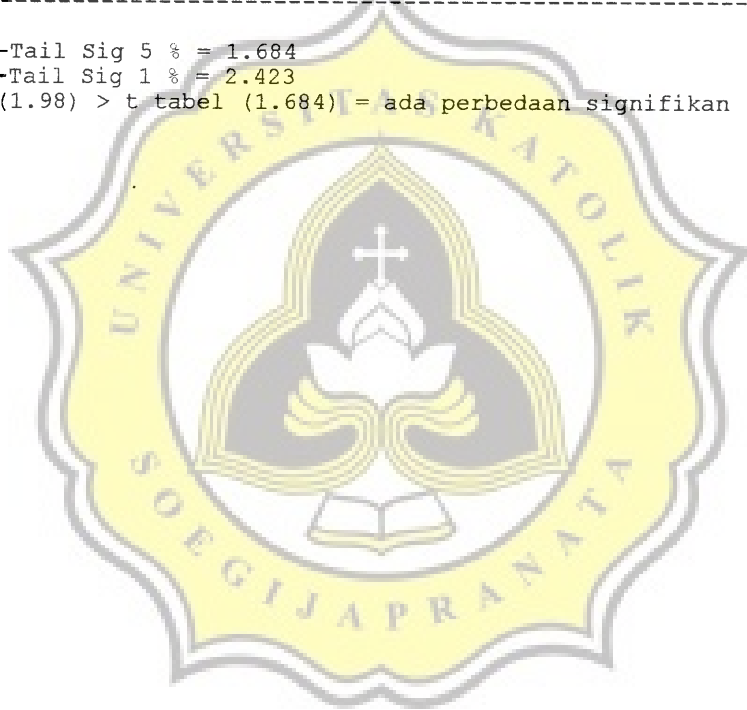 -Tail Sig 5 % = 1.684
-Tail Sig 1 % = 2.423
(1.98) > t tabel (1.684) = ada perbedaan signifikan
UNIVERSITAS KATOLIK
SOEGIJAPRANATA